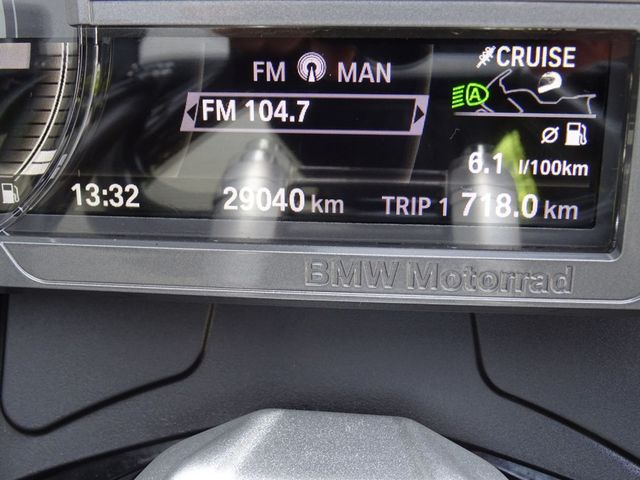 CRUISE
FM MAN
A
FM 104.7
Ø
6.1 l/100km
13:32 29040 km TRIP 1 718.0 km
BMW Motorrad